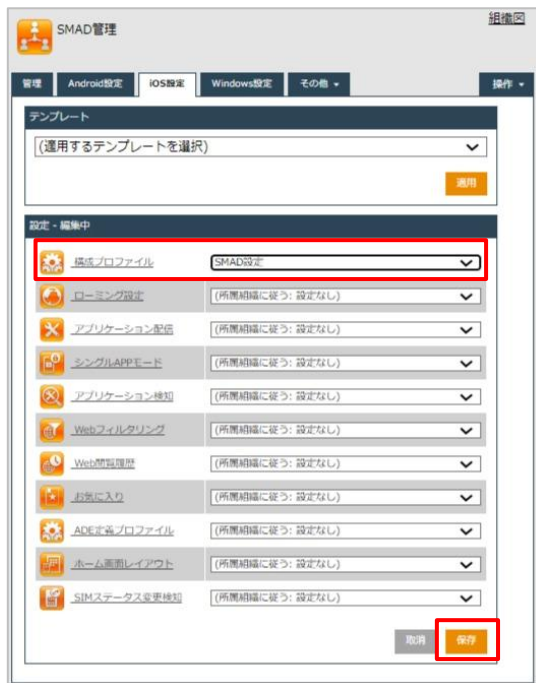 SMAD管理
組織図
管理 Android設定 iOS設定 Windows設定 その他 操作
テンプレート
(適用するテンプレートを選択)
適用
設定 - 編集中
構成プロファイル SMAD設定
ローミング設定 (所属組織に従う: 設定なし)
アプリケーション配信 (所属組織に従う: 設定なし)
シングルAPPモード (所属組織に従う: 設定なし)
アプリケーション検知 (所属組織に従う: 設定なし)
Webフィルタリング (所属組織に従う: 設定なし)
Web閲覧履歴 (所属組織に従う: 設定なし)
お気に入り (所属組織に従う: 設定なし)
ADE定義プロファイル (所属組織に従う: 設定なし)
ホーム画面レイアウト (所属組織に従う: 設定なし)
SIMステータス変更検知 (所属組織に従う: 設定なし)
取消 保存